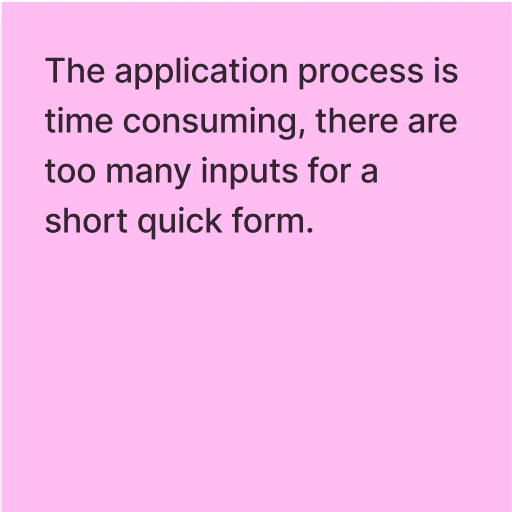 The application process is
time consuming, there are
too many inputs for a
short quick form.